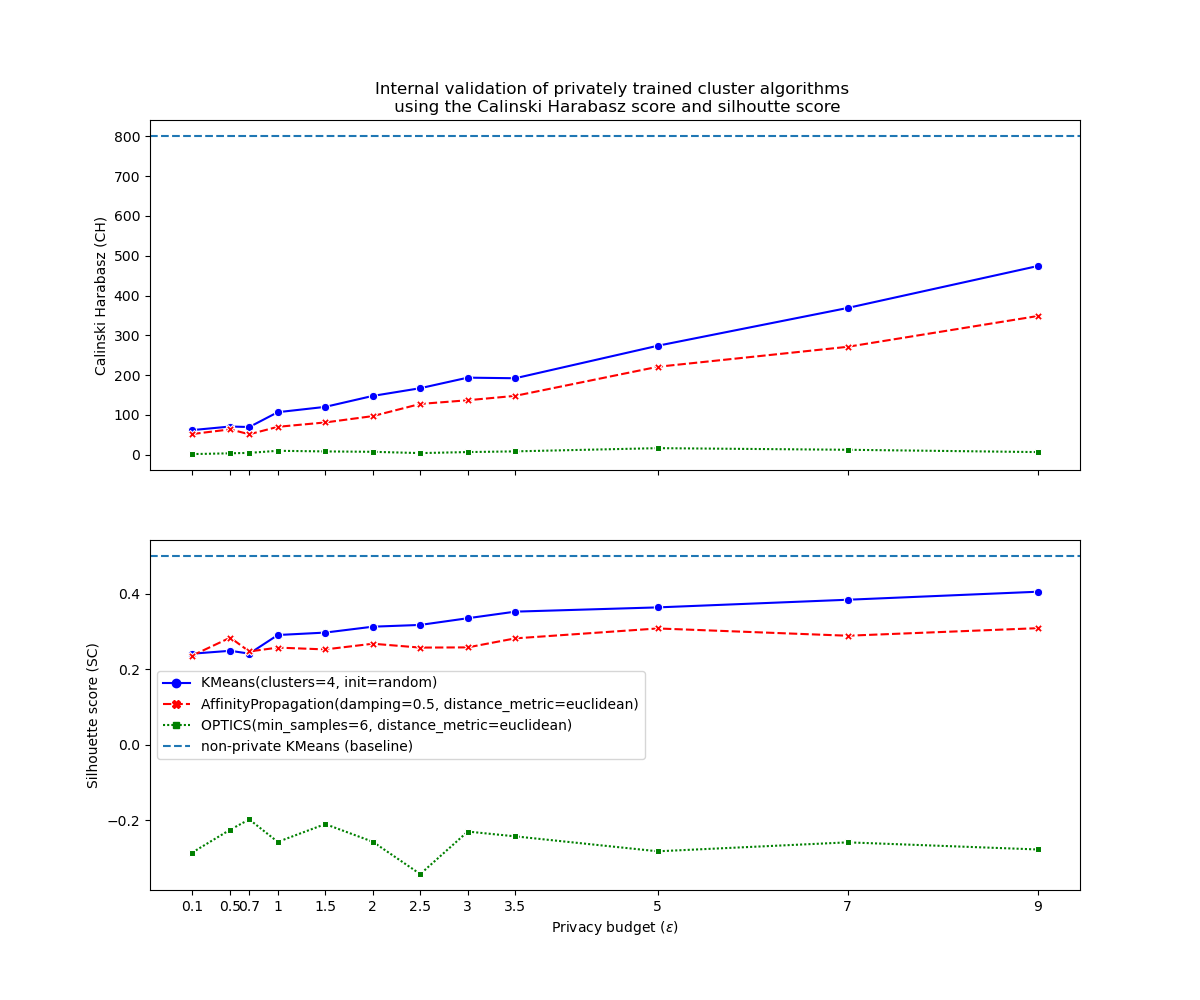 Internal validation of privately trained cluster algorithms
using the Calinski Harabasz score and silhoutte score
800
700
600
500
400
300
200
100
0
Calinski Harabasz (CH)
0.4
0.2
0.0
−0.2
Silhouette score (SC)
KMeans(clusters=4, init=random)
AffinityPropagation(damping=0.5, distance_metric=euclidean)
OPTICS(min_samples=6, distance_metric=euclidean)
non-private KMeans (baseline)
0.1 0.5 0.7 1 1.5 2 2.5 3 3.5 5 7 9
Privacy budget (ε)